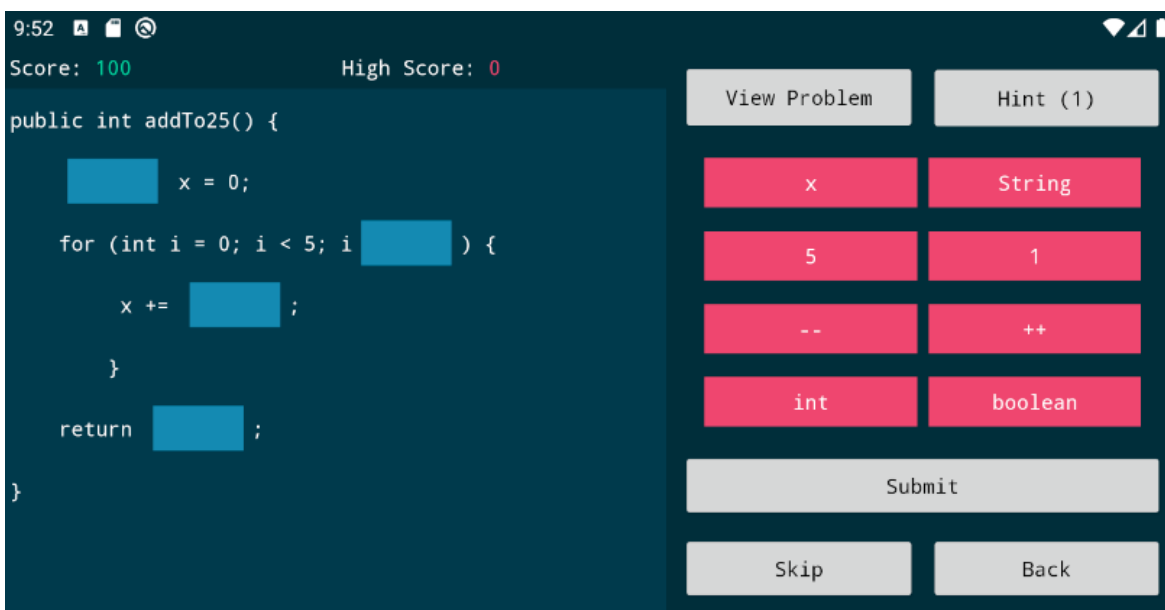 9:52
Score: 100 High Score: 0
public int addTo25() {
x = 0;
for (int i = 0; i < 5; i ) {
x += ;
}
return ;
}
View Problem Hint (1)
x String
5 1
-- ++
int boolean
Submit
Skip Back